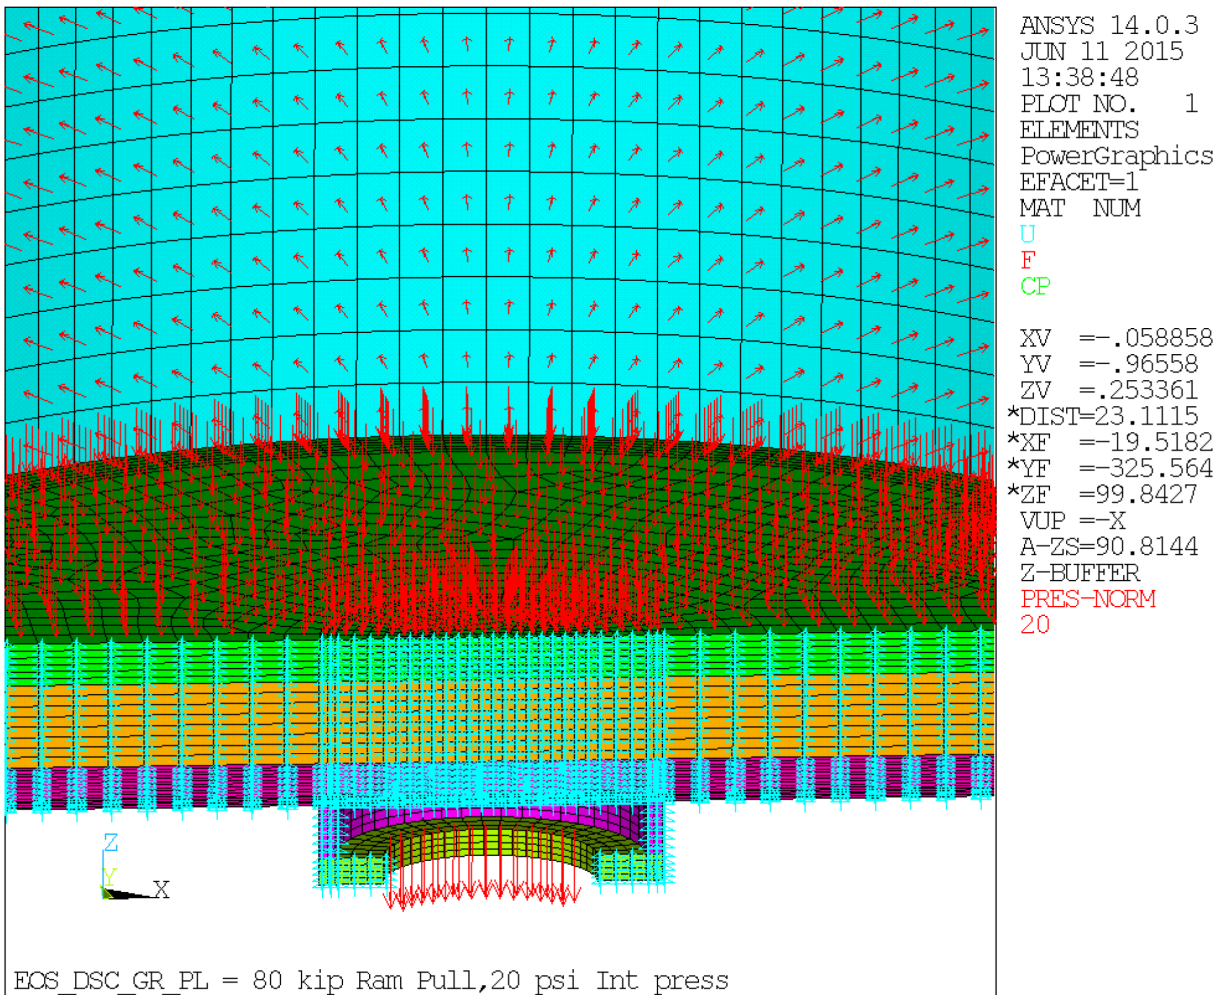 ANSYS 14.0.3
JUN 11 2015
13:38:48
PLOT NO. 1
ELEMENTS
PowerGraphics
EFACET=1
MAT NUM
U
F
CP
XV =-.058858
YV =-.96558
ZV =.253361
*DIST=23.1115
*XF =-19.5182
*YF =-325.564
*ZF =99.8427
VUP =-X
A-ZS=90.8144
Z-BUFFER
PRES-NORM
20
Z
Y
X
EOS_DSC_GR_PL = 80 kip Ram Pull,20 psi Int press